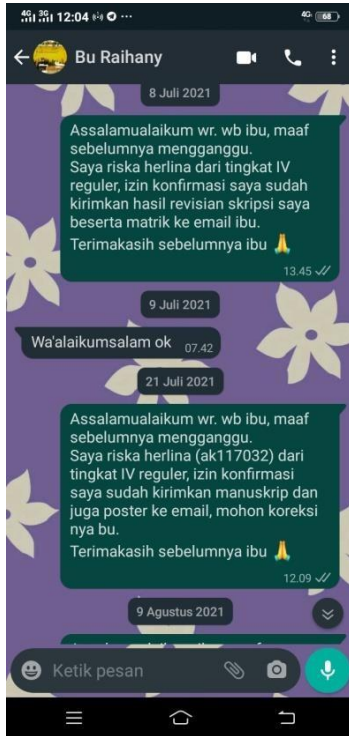 4G 3G 12:04
4G 68
Bu Raihany
8 Juli 2021
Assalamualaikum wr. wb ibu, maaf
sebelumnya mengganggu.
Saya riska herlina dari tingkat IV
reguler, izin konfirmasi saya sudah
kirimkan hasil revisian skripsi saya
beserta matrik ke email ibu.
Terimakasih sebelumnya ibu 🙏
13.45
9 Juli 2021
Wa'alaikumsalam ok 07.42
21 Juli 2021
Assalamualaikum wr. wb ibu, maaf
sebelumnya mengganggu.
Saya riska herlina (ak117032) dari
tingkat IV reguler, izin konfirmasi
saya sudah kirimkan manuskrip dan
juga poster ke email, mohon koreksi
nya bu.
Terimakasih sebelumnya ibu 🙏
12.09
9 Agustus 2021
Ketik pesan